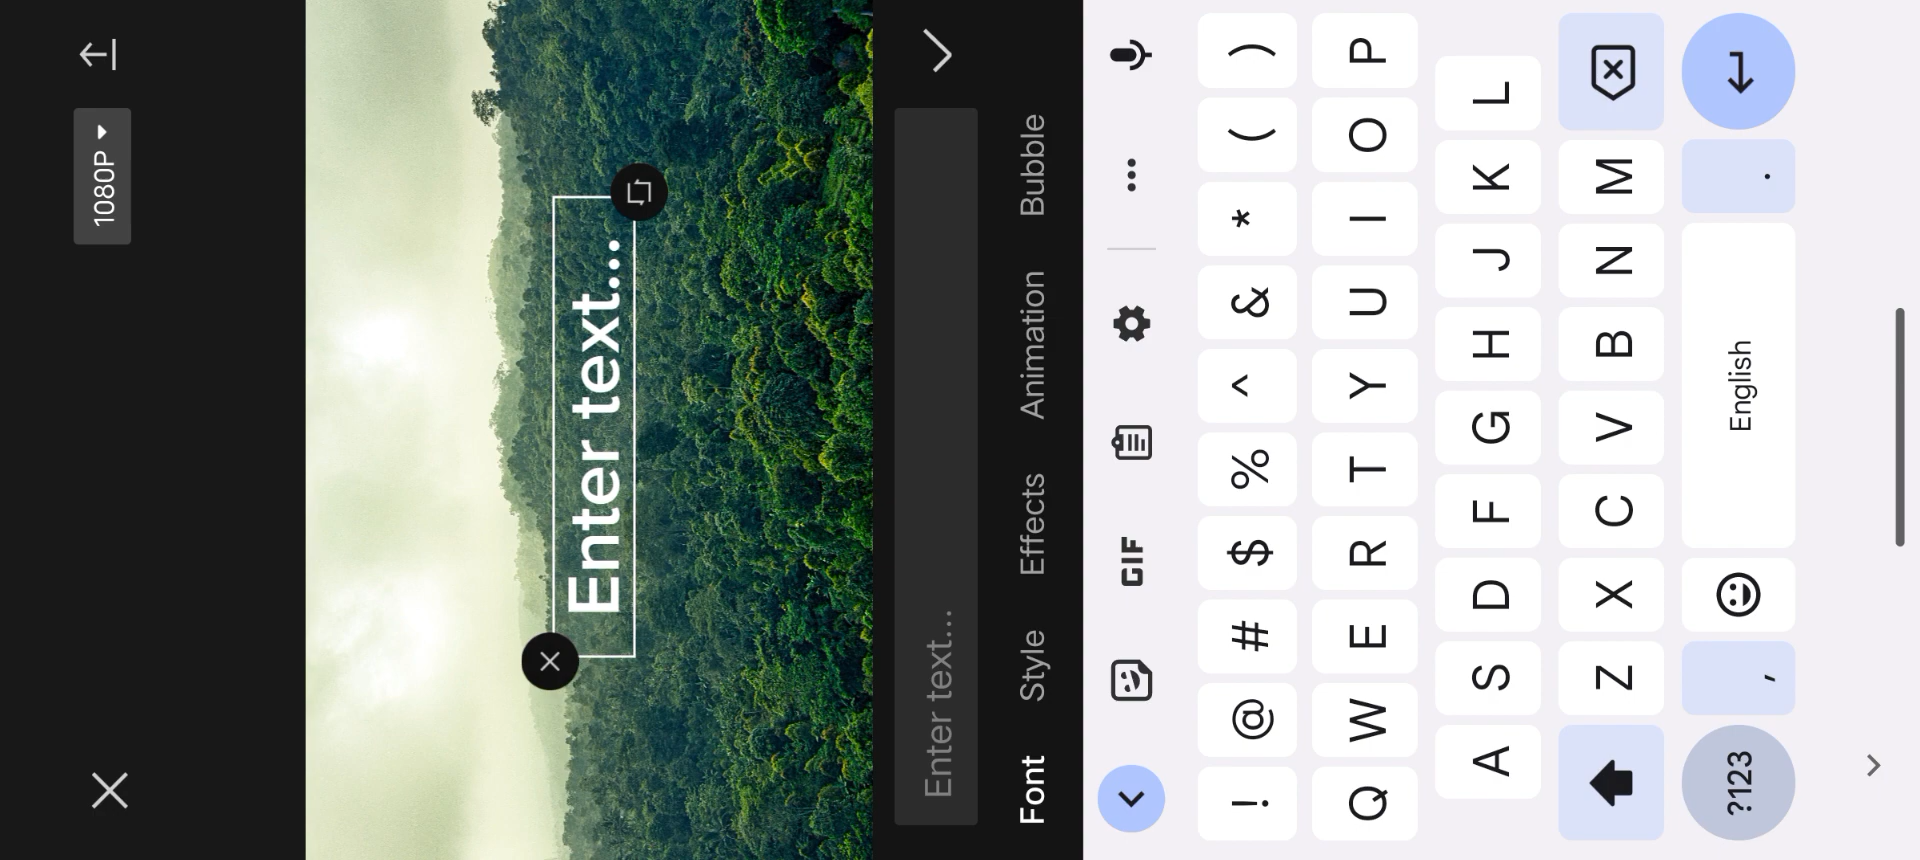 1080P
Enter text...
Enter text...
Font Style Effects Animation Bubble
GIF
! @ # $ % ^ & * ( )
Q W E R T Y U I O P
A S D F G H J K L
Z X C V B N M
?123 , English .